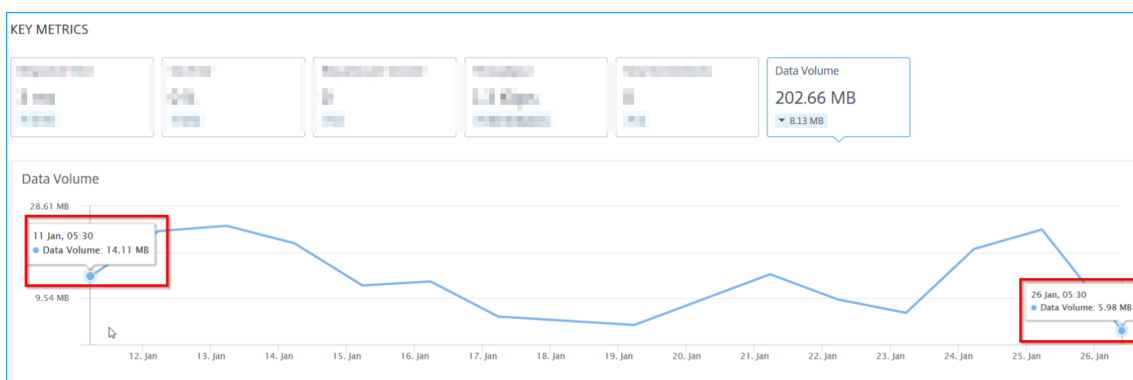 KEY METRICS
Data Volume
202.66 MB
8.13 MB
Data Volume
28.61 MB
11 Jan, 05:30
Data Volume: 14.11 MB
9.54 MB
26 Jan, 05:30
Data Volume: 5.98 MB
12. Jan 13. Jan 14. Jan 15. Jan 16. Jan 17. Jan 18. Jan 19. Jan 20. Jan 21. Jan 22. Jan 23. Jan 24. Jan 25. Jan 26. Jan